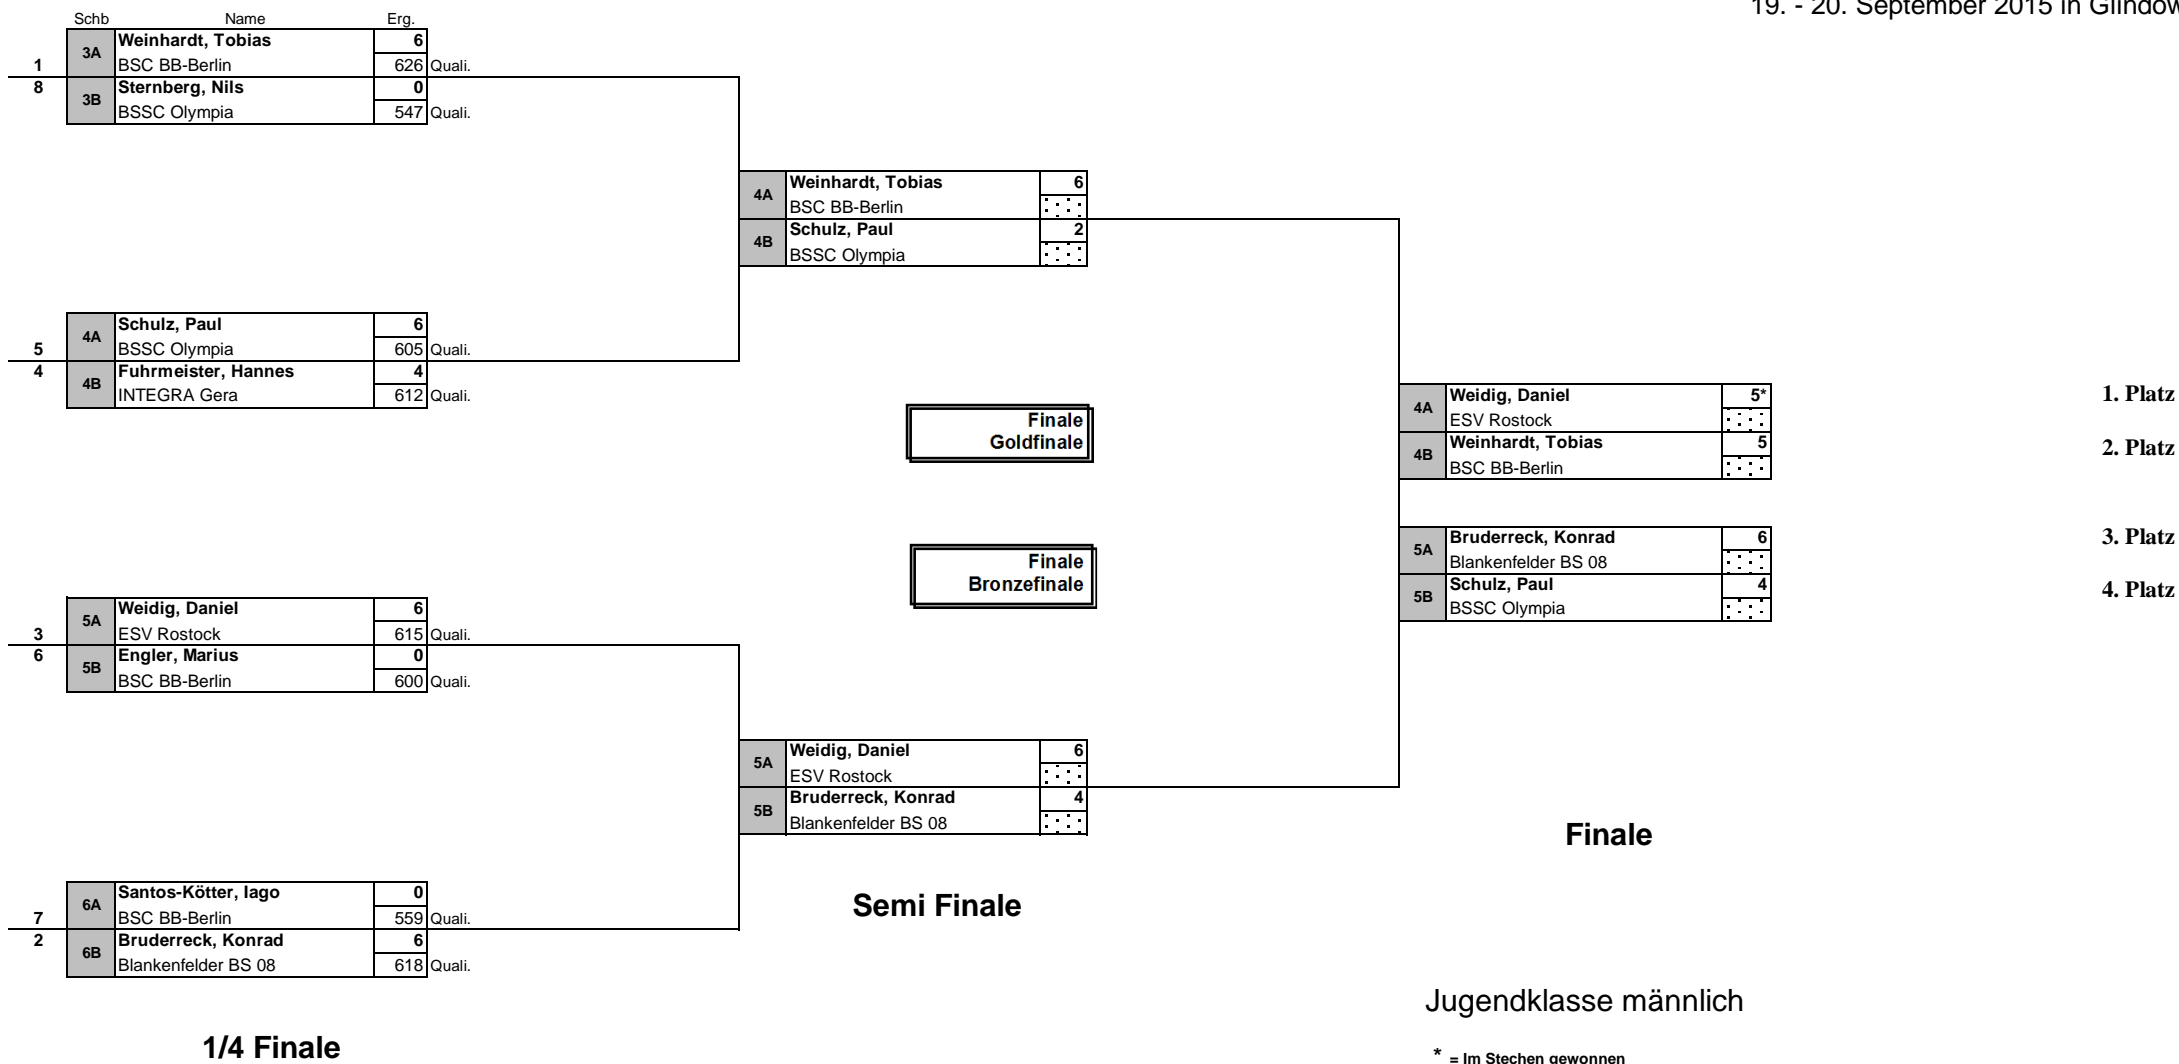 19. - 20. September 2015 in Glindow
Schb Name Erg.
3A Weinhardt, Tobias 6
1 BSC BB-Berlin 626 Quali.
8 3B Sternberg, Nils 0
BSSC Olympia 547 Quali.
4A Weinhardt, Tobias 6
BSC BB-Berlin
4B Schulz, Paul 2
BSSC Olympia
4A Schulz, Paul 6
5 BSSC Olympia 605 Quali.
4 4B Fuhrmeister, Hannes 4
INTEGRA Gera 612 Quali.
Finale
Goldfinale
4A Weidig, Daniel 5* 1. Platz
ESV Rostock
4B Weinhardt, Tobias 5 2. Platz
BSC BB-Berlin
Finale
Bronzefinale
5A Bruderreck, Konrad 6 3. Platz
Blankenfelder BS 08
5B Schulz, Paul 4 4. Platz
BSSC Olympia
5A Weidig, Daniel 6
3 ESV Rostock 615 Quali.
6 5B Engler, Marius 0
BSC BB-Berlin 600 Quali.
5A Weidig, Daniel 6
ESV Rostock
5B Bruderreck, Konrad 4
Blankenfelder BS 08
Finale
6A Santos-Kötter, Iago 0
7 BSC BB-Berlin 559 Quali.
2 6B Bruderreck, Konrad 6
Blankenfelder BS 08 618 Quali.
Semi Finale
Jugendklasse männlich
1/4 Finale
* = Im Stechen gewonnen